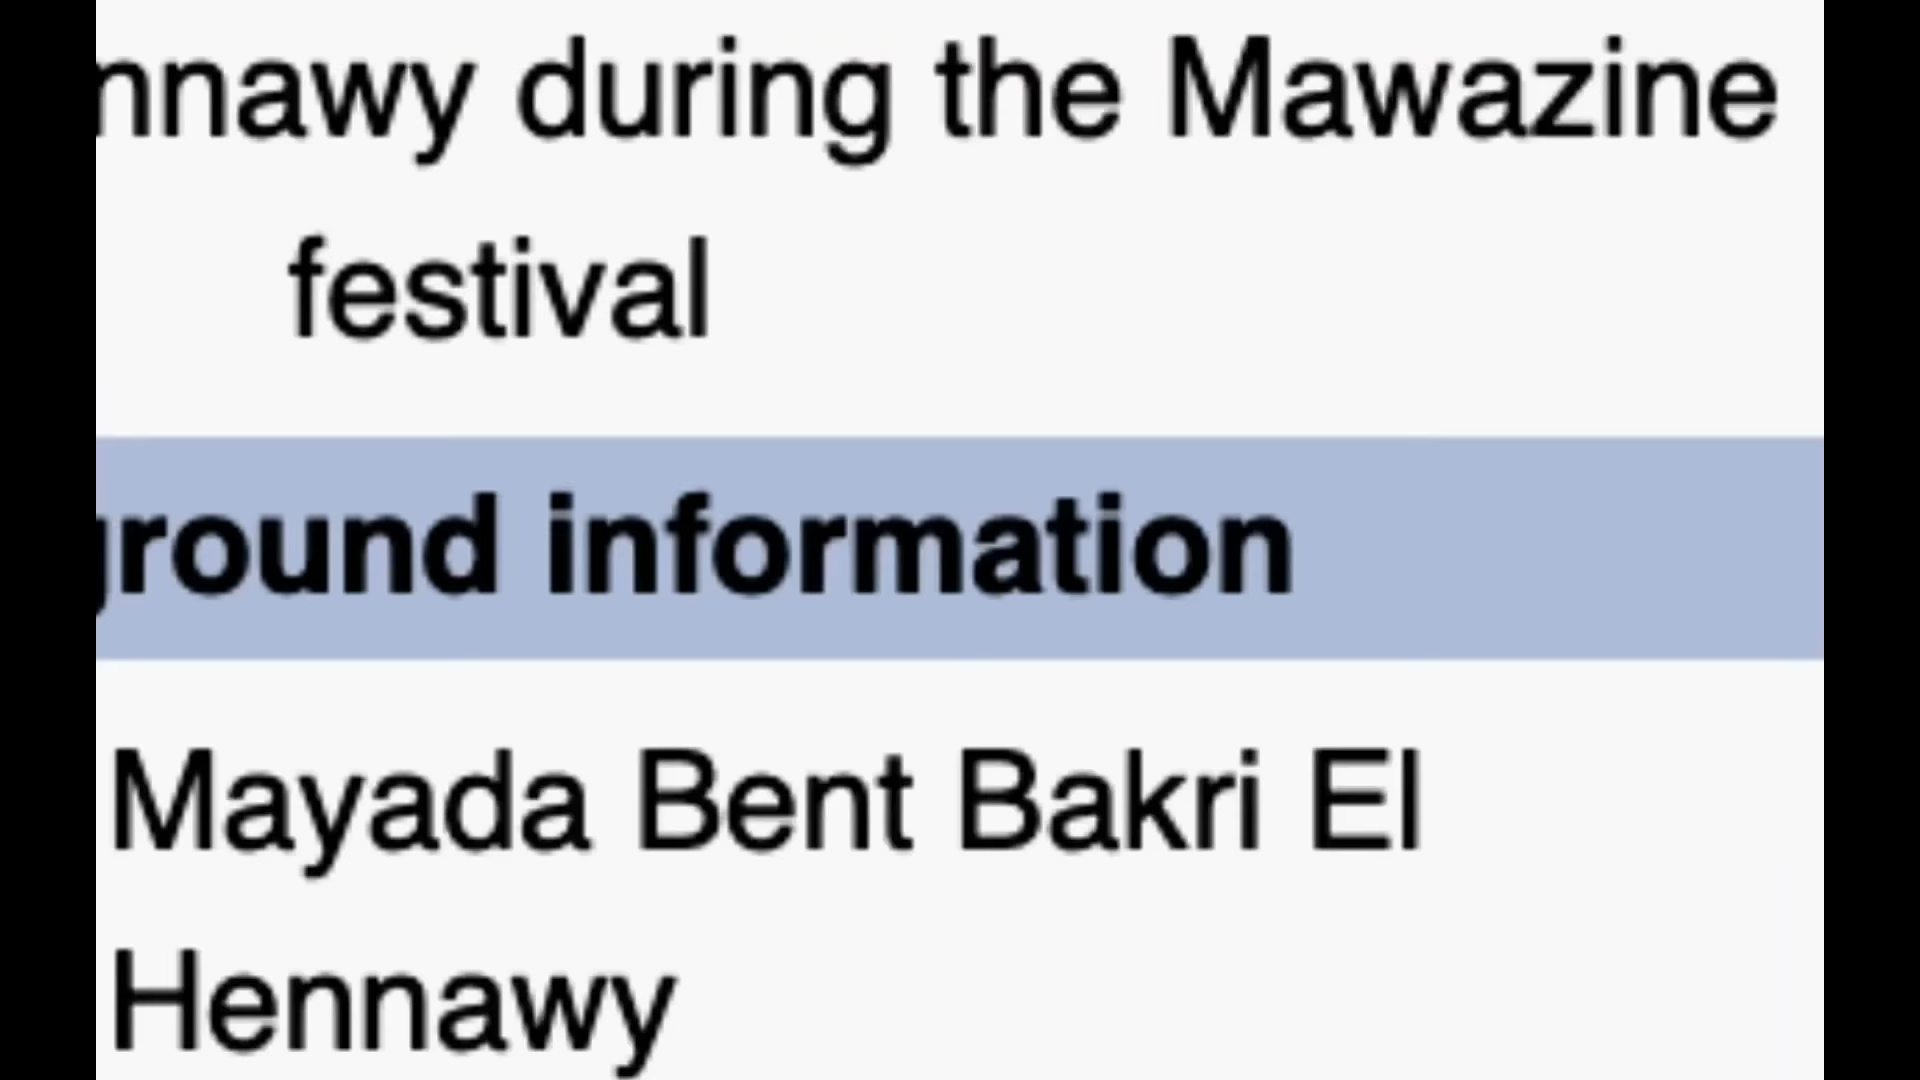 nnawy during the Mawazine
festival
ground information
Mayada Bent Bakri El
Hennawy